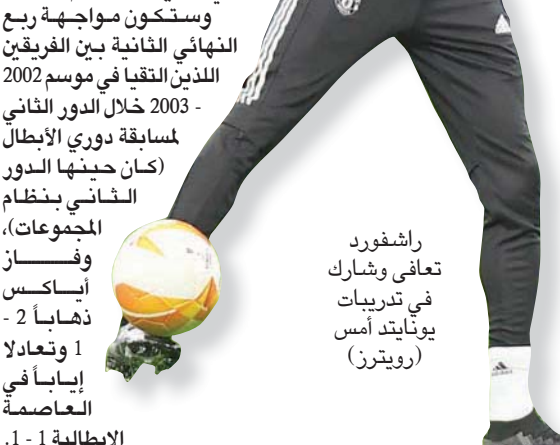 وستكون مواجهة ربع
النهائي الثانية بين الفريقين
اللذين التقيا في موسم 2002
- 2003 خلال الدور الثاني
لمسابقة دوري الأبطال
(كان حينها الدور
الثاني بنظام
المجموعات)،
وفاز
أياكس
ذهاباً 2 -
1 وتعادلا
إياباً في
العاصمة
الإيطالية 1 - 1.
راشفورد
تعافى وشارك
في تدريبات
يونايتد أمس
(رويترز)
adidas